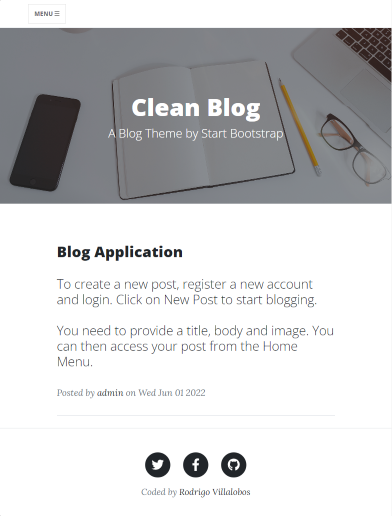 MENU
Clean Blog
A Blog Theme by Start Bootstrap
Blog Application
To create a new post, register a new account
and login. Click on New Post to start blogging.
You need to provide a title, body and image. You
can then access your post from the Home
Menu.
Posted by admin on Wed Jun 01 2022
Coded by Rodrigo Villalobos